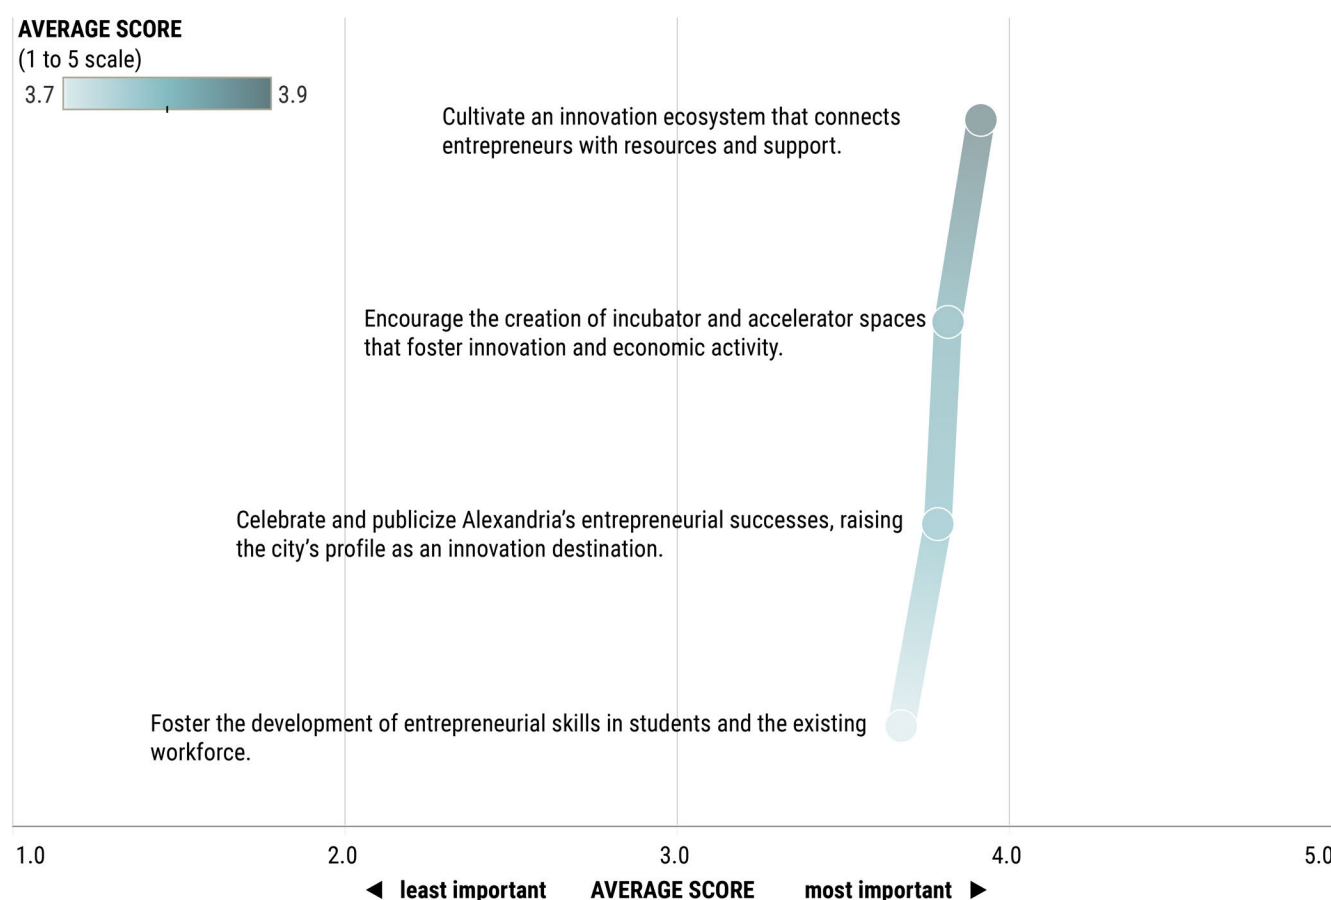 AVERAGE SCORE
(1 to 5 scale)
3.7 3.9
Cultivate an innovation ecosystem that connects
entrepreneurs with resources and support.
Encourage the creation of incubator and accelerator spaces
that foster innovation and economic activity.
Celebrate and publicize Alexandria’s entrepreneurial successes, raising
the city’s profile as an innovation destination.
Foster the development of entrepreneurial skills in students and the existing
workforce.
1.0 2.0 3.0 4.0 5.0
◀ least important AVERAGE SCORE most important ▶